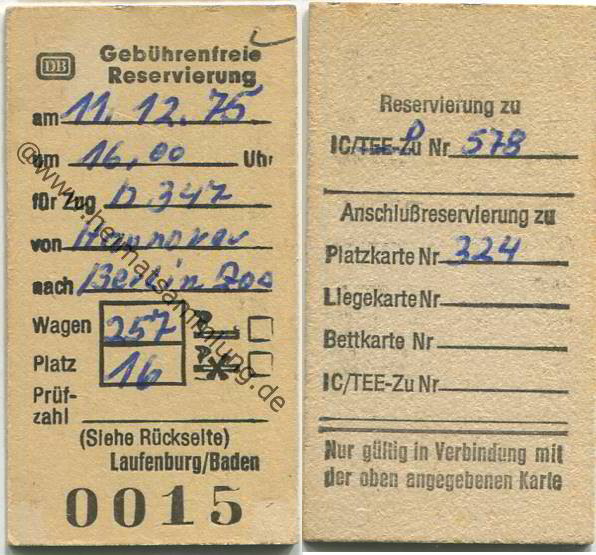 DB
Gebührenfreie
Reservierung
am 11.12.75
um 16,00 Uhr
für Zug D 347
von Hannover
nach Berlin Zoo
Wagen 257
Platz 16
Prüf-
zahl
(Siehe Rückseite)
Laufenburg/Baden
0015
@www.heimatsammlung.de
Reservierung zu
IC/TEE-Zu Nr 578
Anschlußreservierung zu
Platzkarte Nr 324
Liegekarte Nr
Bettkarte Nr
IC/TEE-Zu Nr
Nur gültig in Verbindung mit
der oben angegebenen Karte